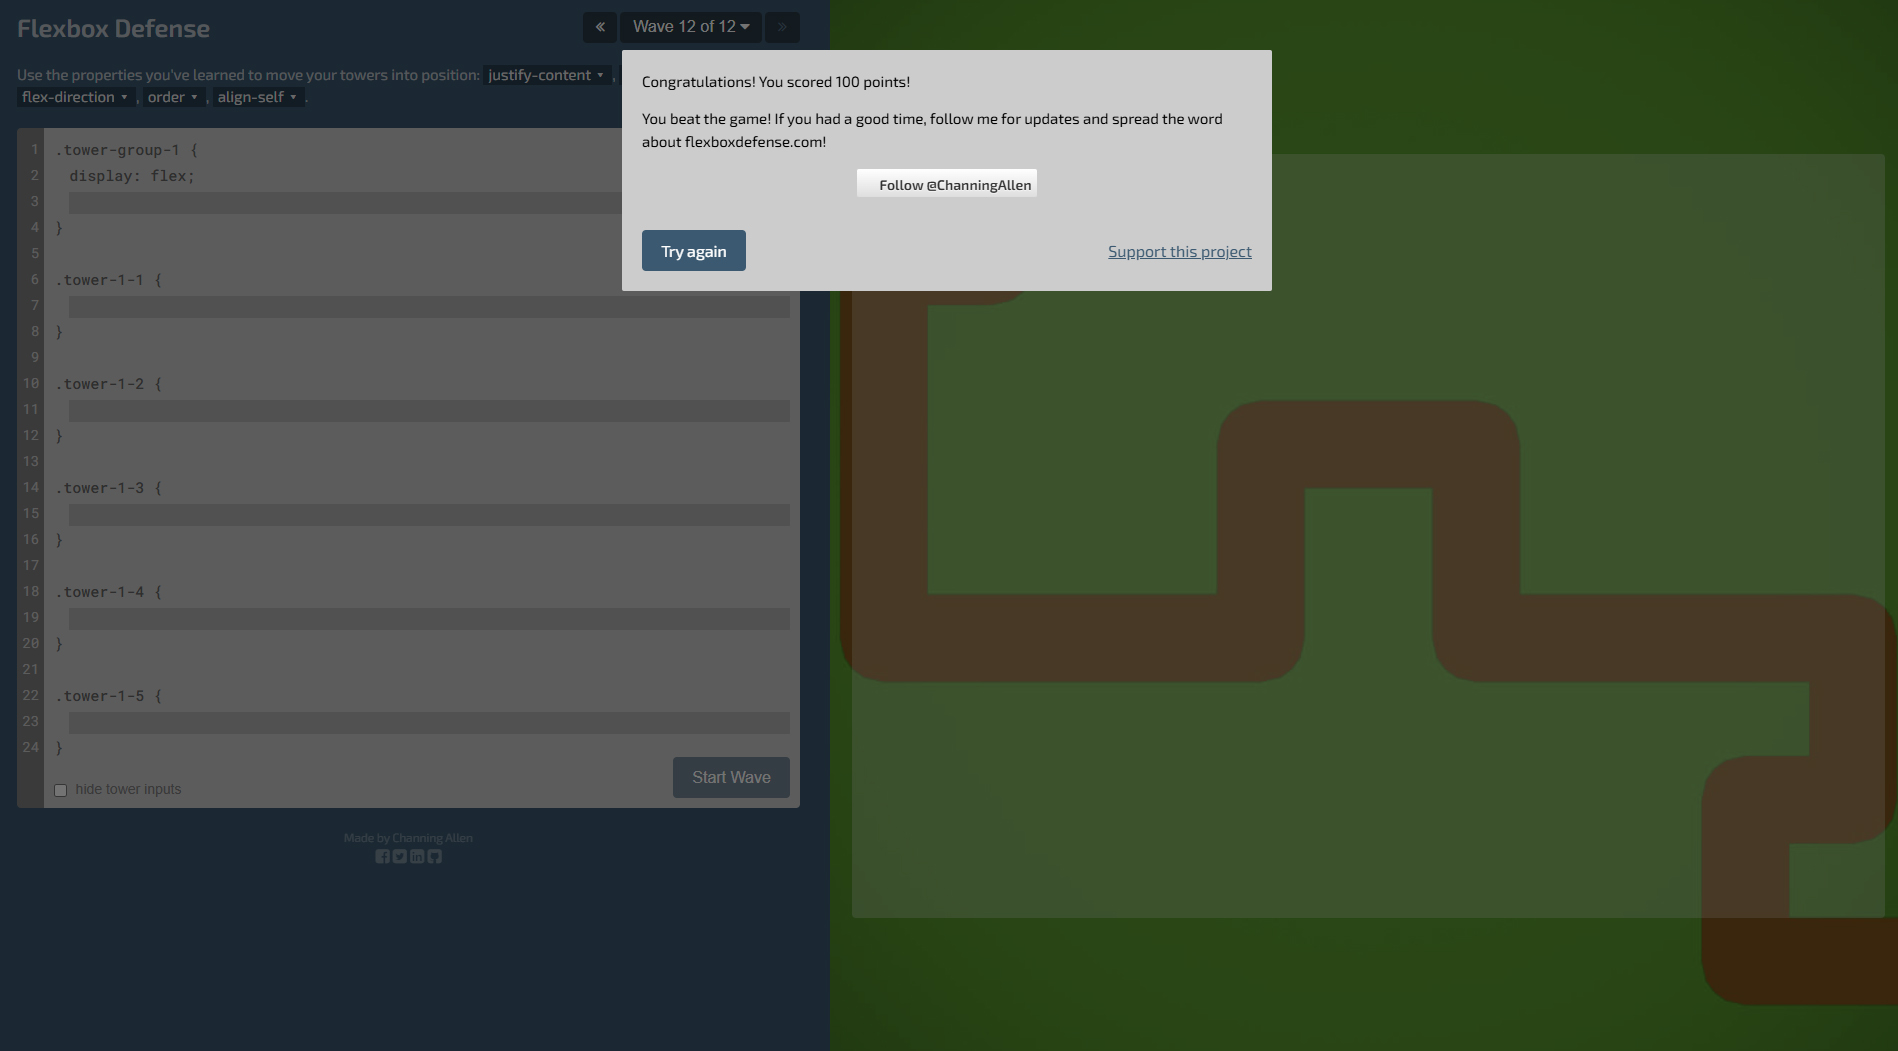 Flexbox Defense
« Wave 12 of 12 »
Use the properties you've learned to move your towers into position: justify-content ,
flex-direction , order , align-self .
1 .tower-group-1 {
2 display: flex;
3
4 }
5
6 .tower-1-1 {
7
8 }
9
10 .tower-1-2 {
11
12 }
13
14 .tower-1-3 {
15
16 }
17
18 .tower-1-4 {
19
20 }
21
22 .tower-1-5 {
23
24 }
hide tower inputs
Start Wave
Made by Channing Allen
Congratulations! You scored 100 points!
You beat the game! If you had a good time, follow me for updates and spread the word
about flexboxdefense.com!
Follow @ChanningAllen
Try again
Support this project